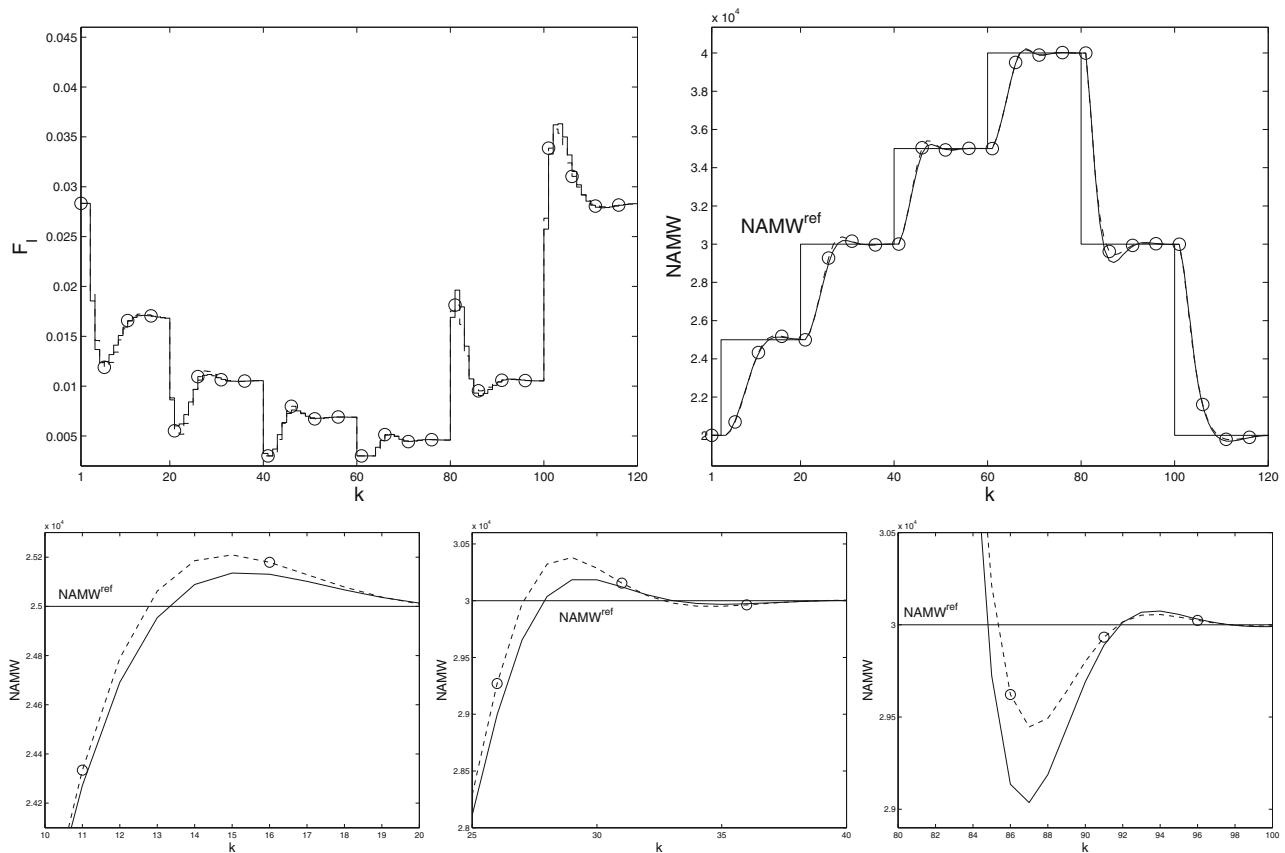 0.045
0.04
0.035
0.03
0.025
0.02
0.015
0.01
0.005
F_I
1 20 40 60 80 100 120
k
x 10^4
4
3.8
3.6
3.4
3.2
3
2.8
2.6
2.4
2.2
2
NAMW
NAMW^ref
1 20 40 60 80 100 120
k
x 10^4
2.52
2.5
2.48
2.46
2.44
2.42
NAMW
NAMW^ref
10 11 12 13 14 15 16 17 18 19 20
k
x 10^4
3.05
3
2.95
2.9
2.85
2.8
NAMW
NAMW^ref
25 30 35 40
k
x 10^4
3.05
3
2.95
2.9
NAMW
NAMW^ref
80 82 84 86 88 90 92 94 96 98 100
k